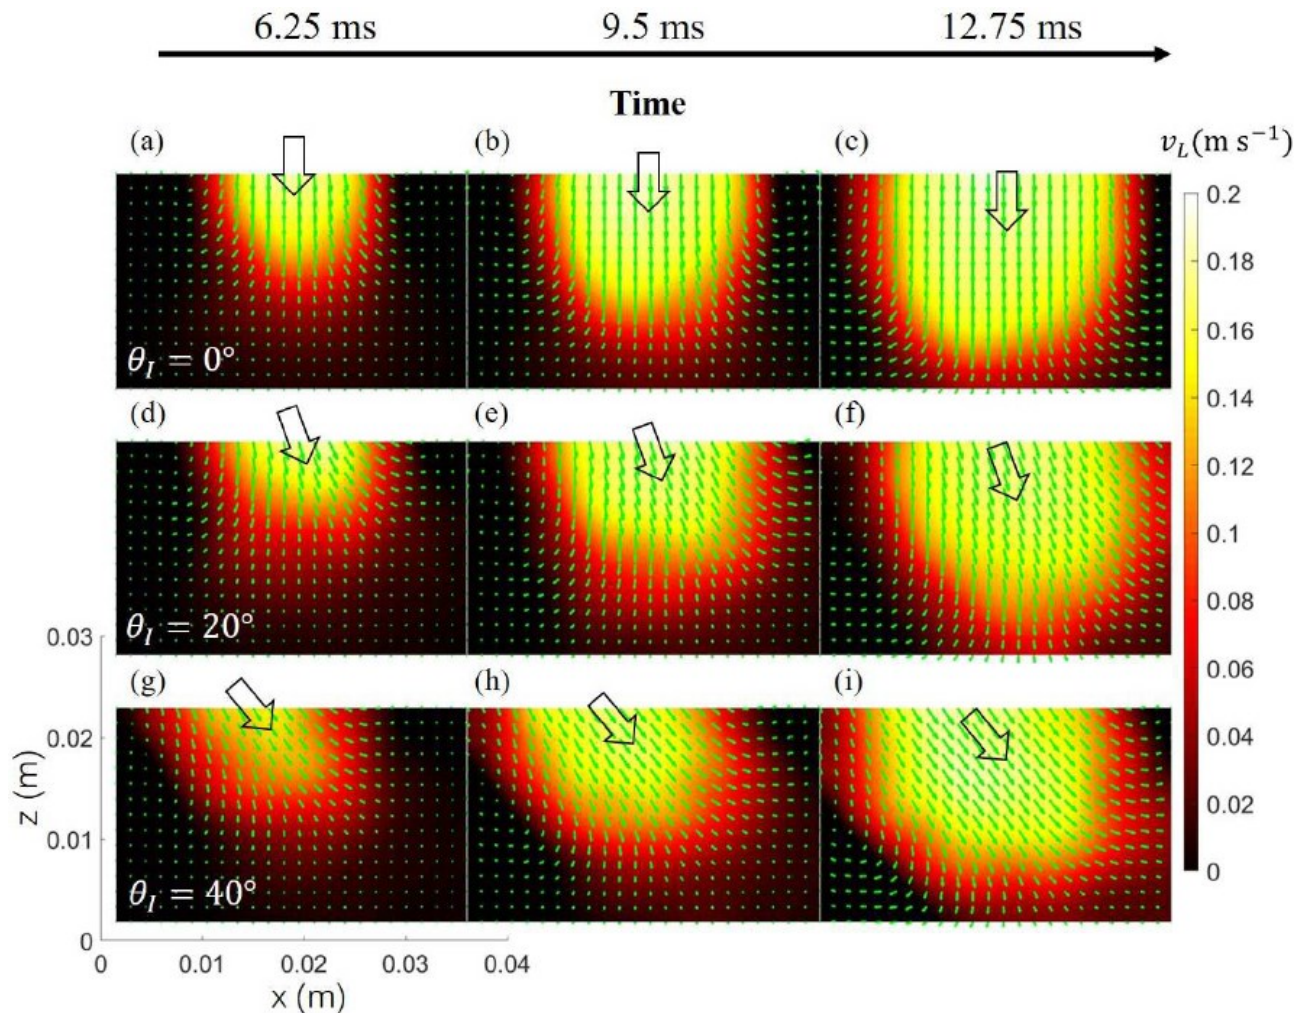 6.25 ms 9.5 ms 12.75 ms
Time
(a) (b) (c) v_L(m s⁻¹)
θ_I = 0°
(d) (e) (f)
θ_I = 20°
(g) (h) (i)
θ_I = 40°
0.2
0.18
0.16
0.14
0.12
0.1
0.08
0.06
0.04
0.02
0
0.03
0.02
0.01
0
z (m)
0 0.01 0.02 0.03 0.04
x (m)